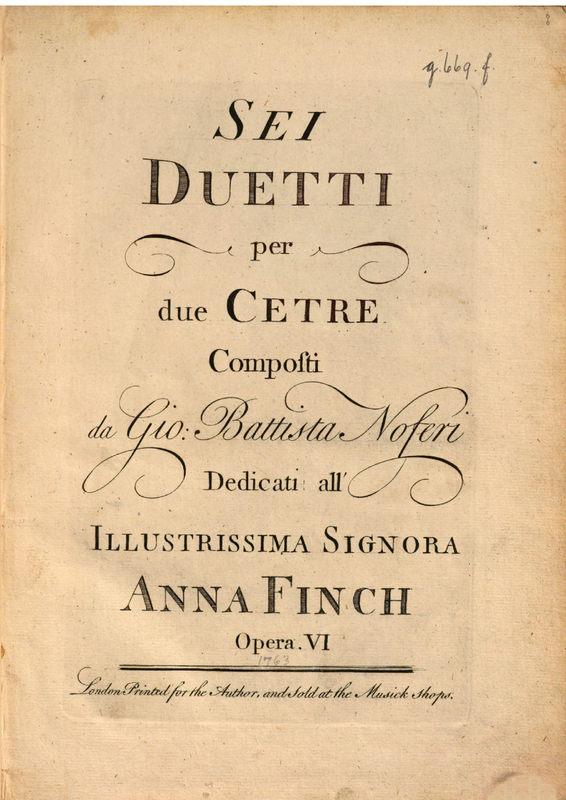 g.669.f.
SEI
DUETTI
per
due CETRE
Compoſti
da Gio: Battista Noferi
Dedicati all'
ILLUSTRISSIMA SIGNORA
ANNA FINCH
Opera.VI
1763
London Printed for the Author, and Sold at the Musick Shops.